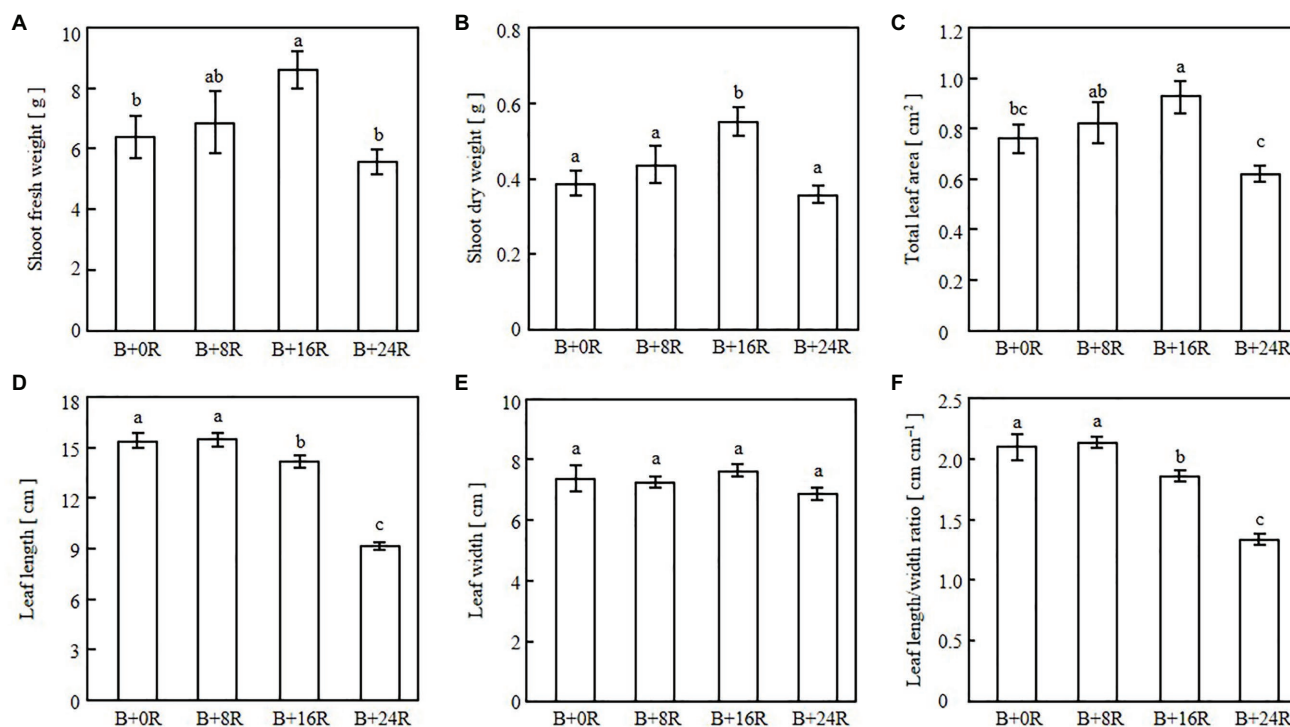 A
Shoot fresh weight [ g ]
10
8
6
4
2
0
b
ab
a
b
B+0R B+8R B+16R B+24R
B
Shoot dry weight [ g ]
0.8
0.6
0.4
0.2
0
a
a
b
a
B+0R B+8R B+16R B+24R
C
Total leaf area [ cm² ]
1.2
1.0
0.8
0.6
0.4
0.2
0
bc
ab
a
c
B+0R B+8R B+16R B+24R
D
Leaf length [ cm ]
18
15
12
9
6
3
0
a
a
b
c
B+0R B+8R B+16R B+24R
E
Leaf width [ cm ]
10
8
6
4
2
0
a
a
a
a
B+0R B+8R B+16R B+24R
F
Leaf length/width ratio [ cm cm⁻¹ ]
2.5
2.0
1.5
1.0
0.5
0
a
a
b
c
B+0R B+8R B+16R B+24R